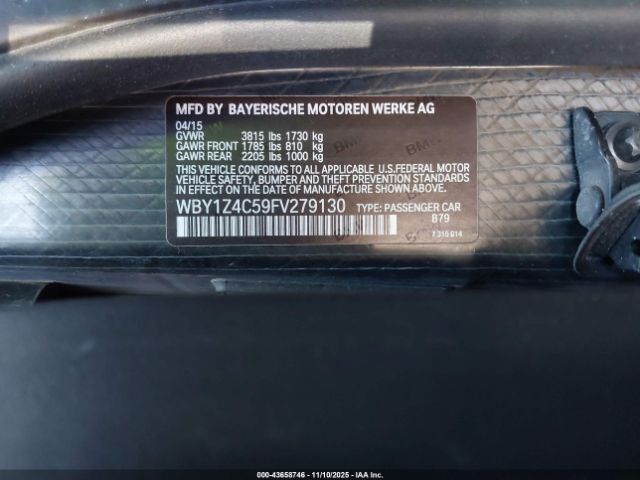 MFD BY BAYERISCHE MOTOREN WERKE AG
04/15
GVWR 3815 lbs 1730 kg
GAWR FRONT 1785 lbs 810 kg
GAWR REAR 2205 lbs 1000 kg
THIS VEHICLE CONFORMS TO ALL APPLICABLE U.S.FEDERAL MOTOR
VEHICLE SAFETY, BUMPER AND THEFT PREVENTION STANDARDS IN
EFFECT ON THE DATE OF MANUFACTURE SHOWN ABOVE.
WBY1Z4C59FV279130 TYPE: PASSENGER CAR
B79
7 315 614
000-43658746 - 11/10/2025 - IAA Inc.